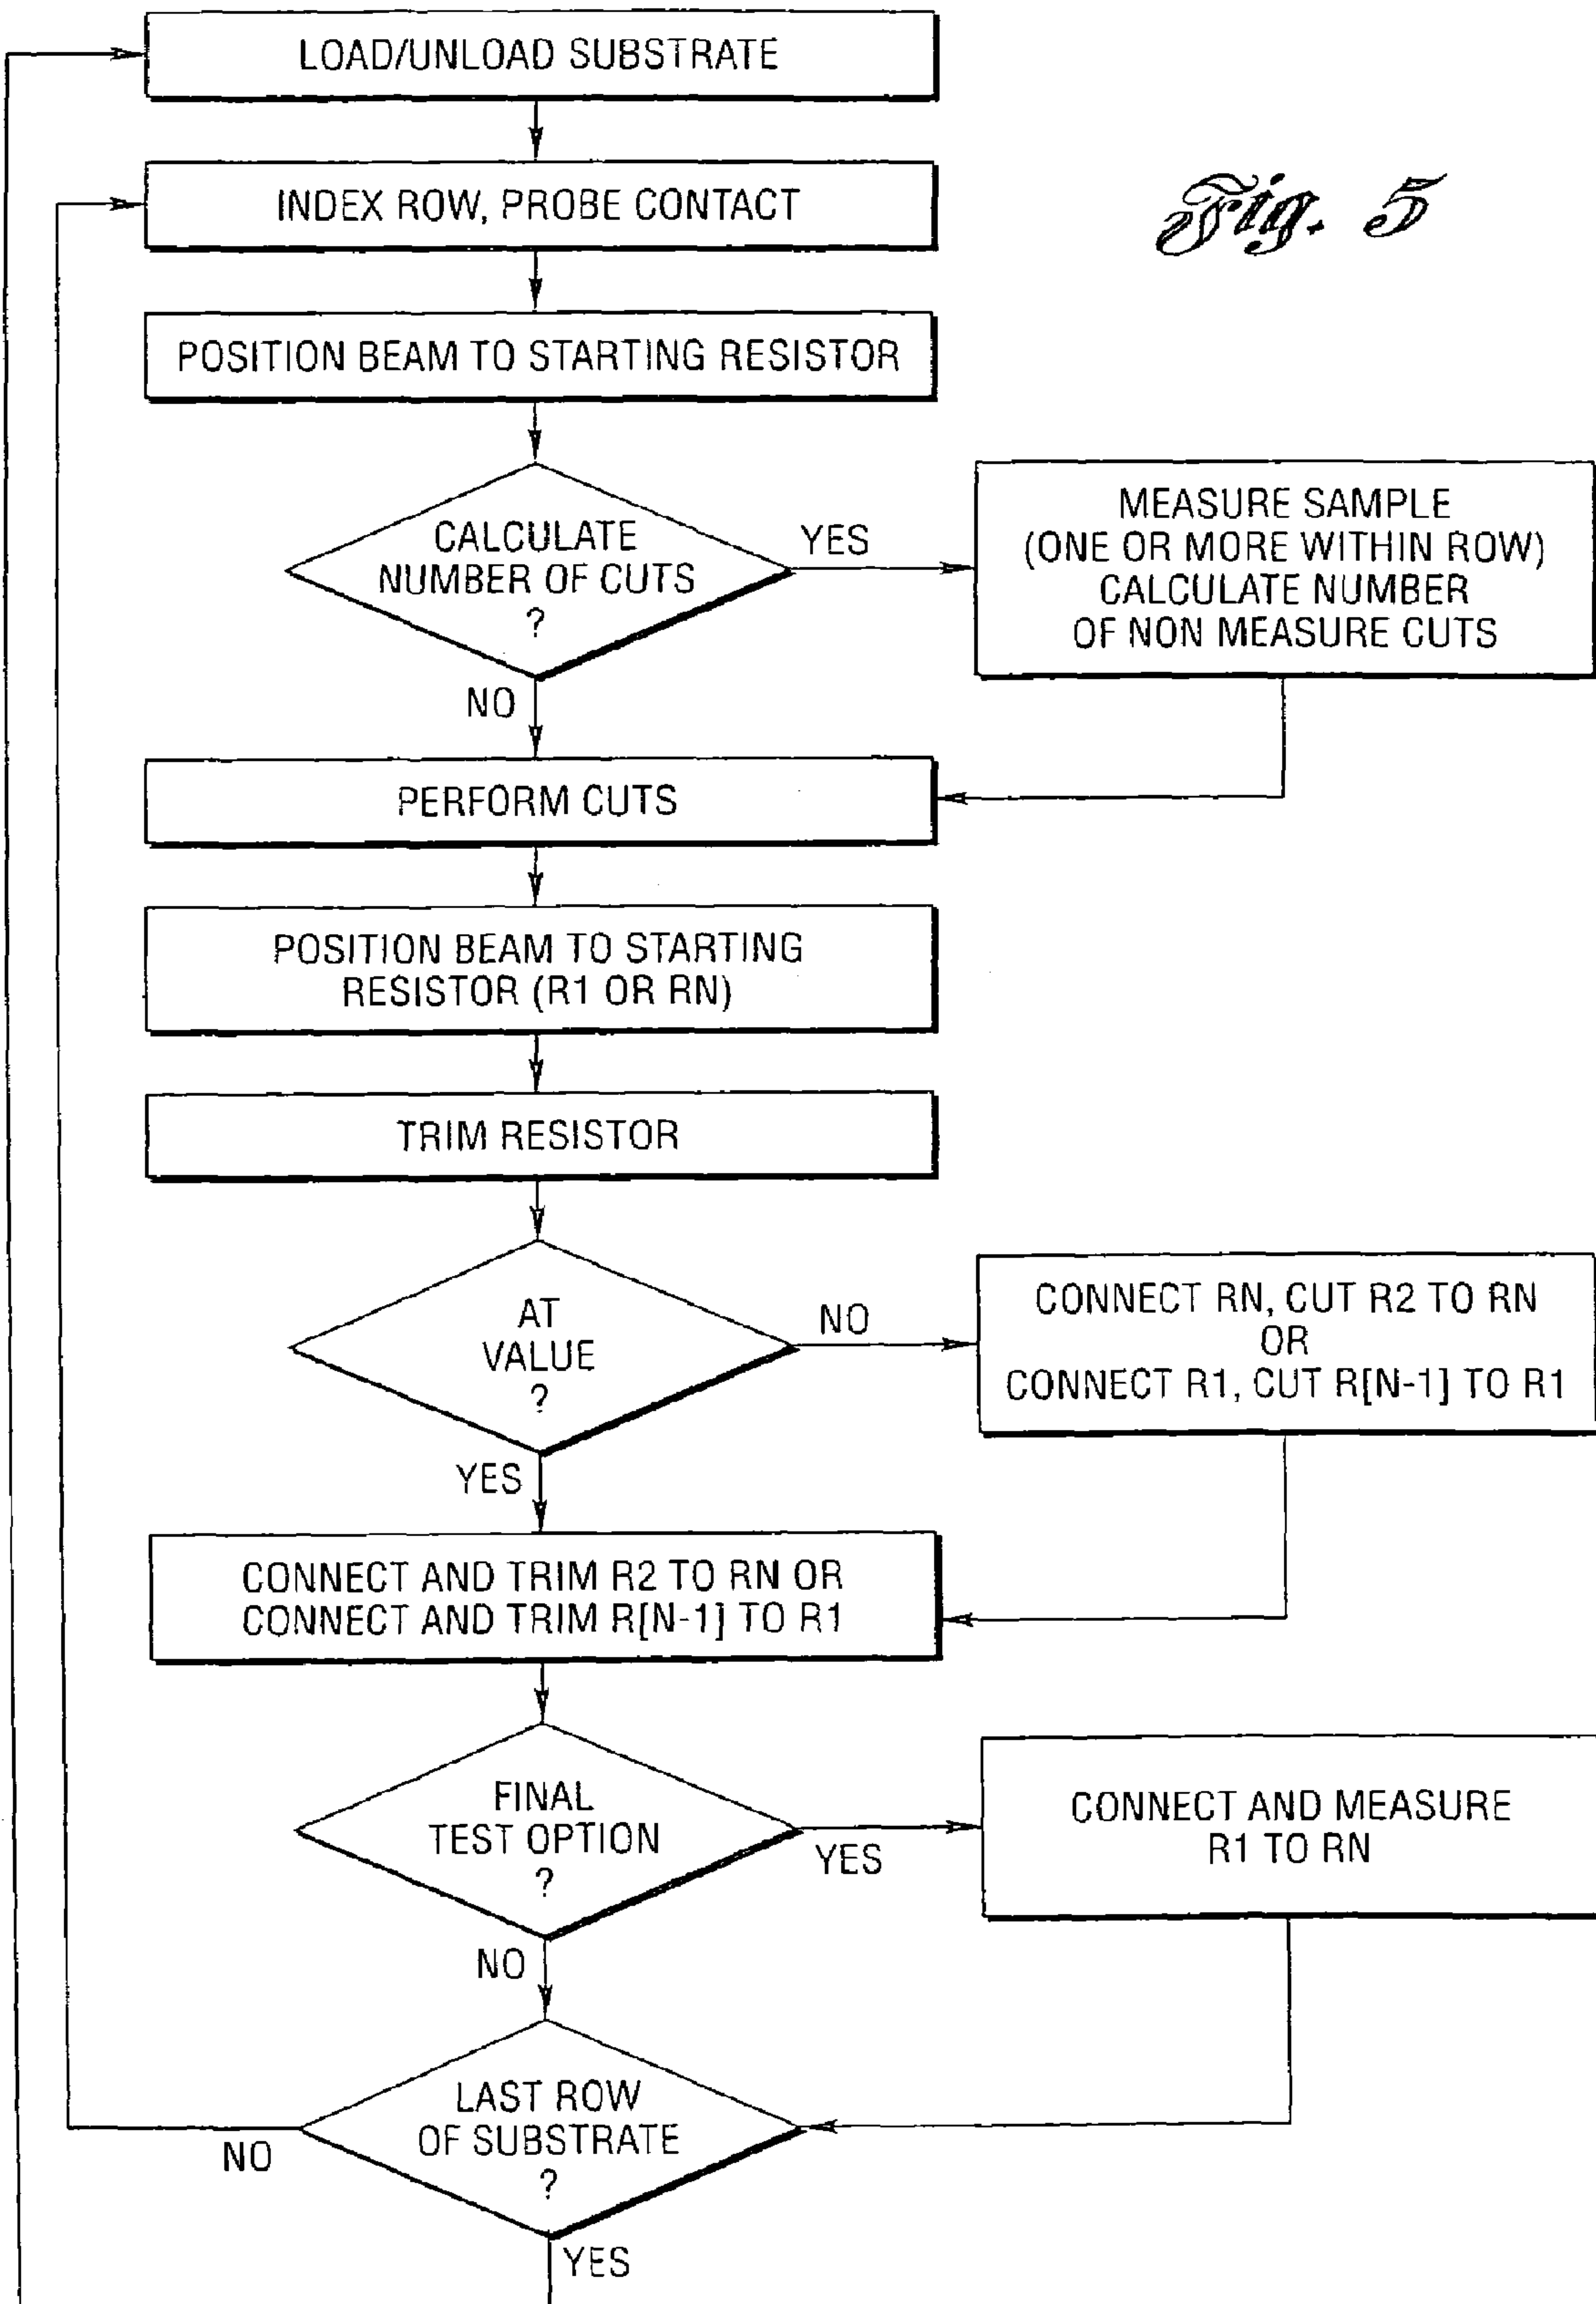 LOAD/UNLOAD SUBSTRATE
INDEX ROW, PROBE CONTACT
Fig. 5
POSITION BEAM TO STARTING RESISTOR
CALCULATE
NUMBER OF CUTS
?
YES
MEASURE SAMPLE
(ONE OR MORE WITHIN ROW)
CALCULATE NUMBER
OF NON MEASURE CUTS
NO
PERFORM CUTS
POSITION BEAM TO STARTING
RESISTOR (R1 OR RN)
TRIM RESISTOR
AT
VALUE
?
NO
CONNECT RN, CUT R2 TO RN
OR
CONNECT R1, CUT R[N-1] TO R1
YES
CONNECT AND TRIM R2 TO RN OR
CONNECT AND TRIM R[N-1] TO R1
FINAL
TEST OPTION
?
YES
CONNECT AND MEASURE
R1 TO RN
NO
LAST ROW
OF SUBSTRATE
?
NO
YES